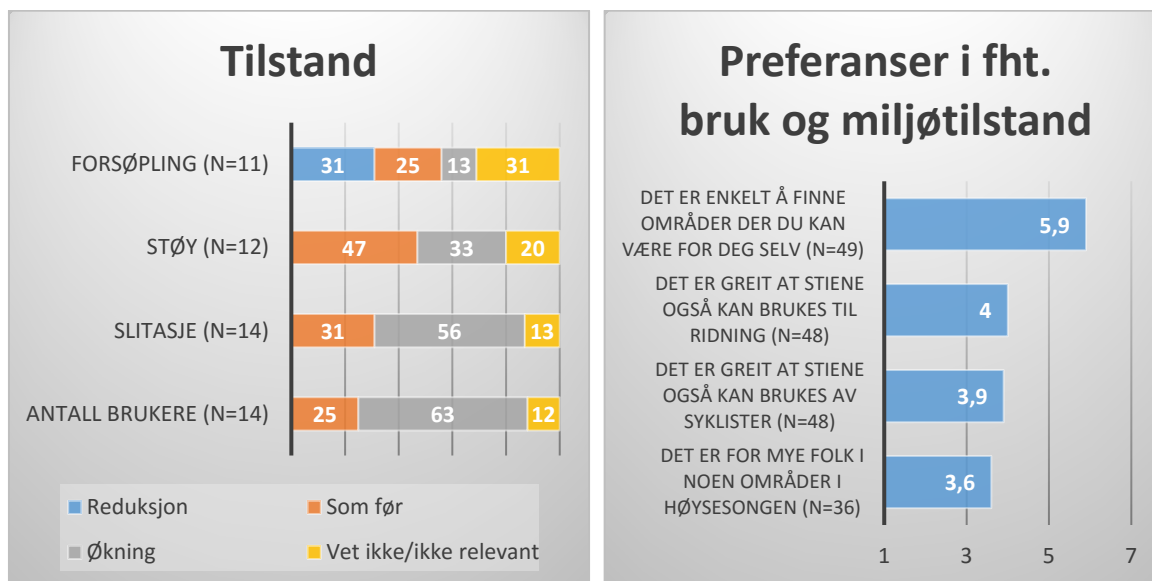 Tilstand
FORSØPLING (N=11)
31 25 13 31
STØY (N=12)
47 33 20
SLITASJE (N=14)
31 56 13
ANTALL BRUKERE (N=14)
25 63 12
Reduksjon
Som før
Økning
Vet ikke/ikke relevant
Preferanser i fht.
bruk og miljøtilstand
DET ER ENKELT Å FINNE
OMRÅDER DER DU KAN
VÆRE FOR DEG SELV (N=49)
5,9
DET ER GREIT AT STIENE
OGSÅ KAN BRUKES TIL
RIDNING (N=48)
4
DET ER GREIT AT STIENE
OGSÅ KAN BRUKES AV
SYKLISTER (N=48)
3,9
DET ER FOR MYE FOLK I
NOEN OMRÅDER I
HØYSESONGEN (N=36)
3,6
1 3 5 7